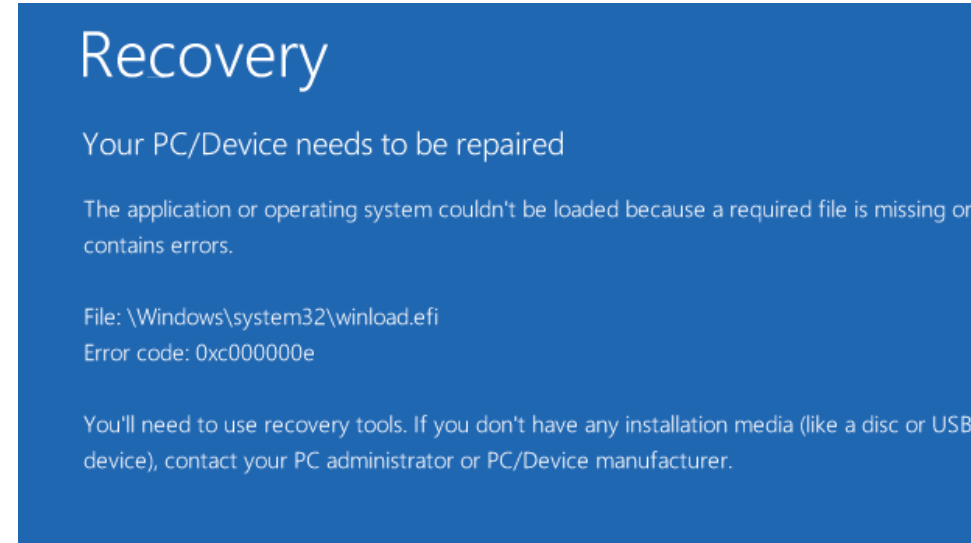 Recovery
Your PC/Device needs to be repaired
The application or operating system couldn't be loaded because a required file is missing or
contains errors.
File: \Windows\system32\winload.efi
Error code: 0xc000000e
You'll need to use recovery tools. If you don't have any installation media (like a disc or USB
device), contact your PC administrator or PC/Device manufacturer.